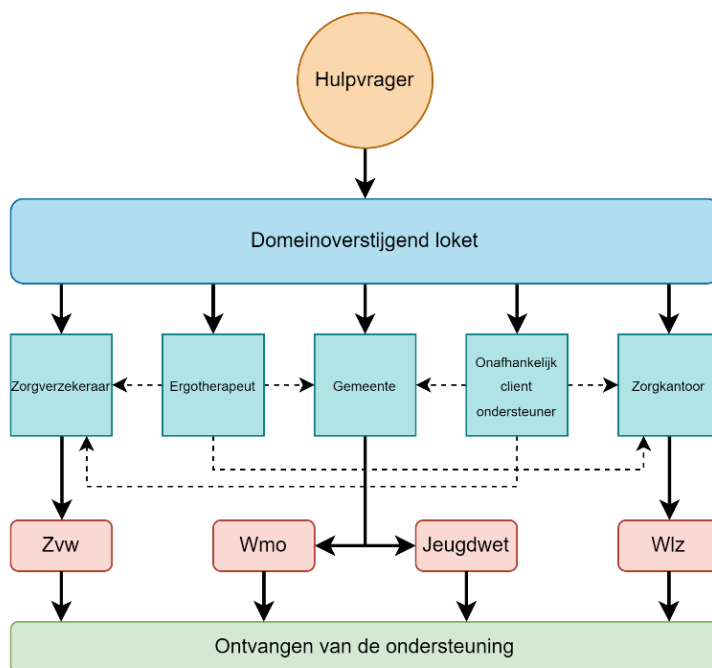 Hulpvrager
Domeinoverstijgend loket
Zorgverzekeraar
Ergotherapeut
Gemeente
Onafhankelijk
client
ondersteuner
Zorgkantoor
Zvw
Wmo
Jeugdwet
Wlz
Ontvangen van de ondersteuning